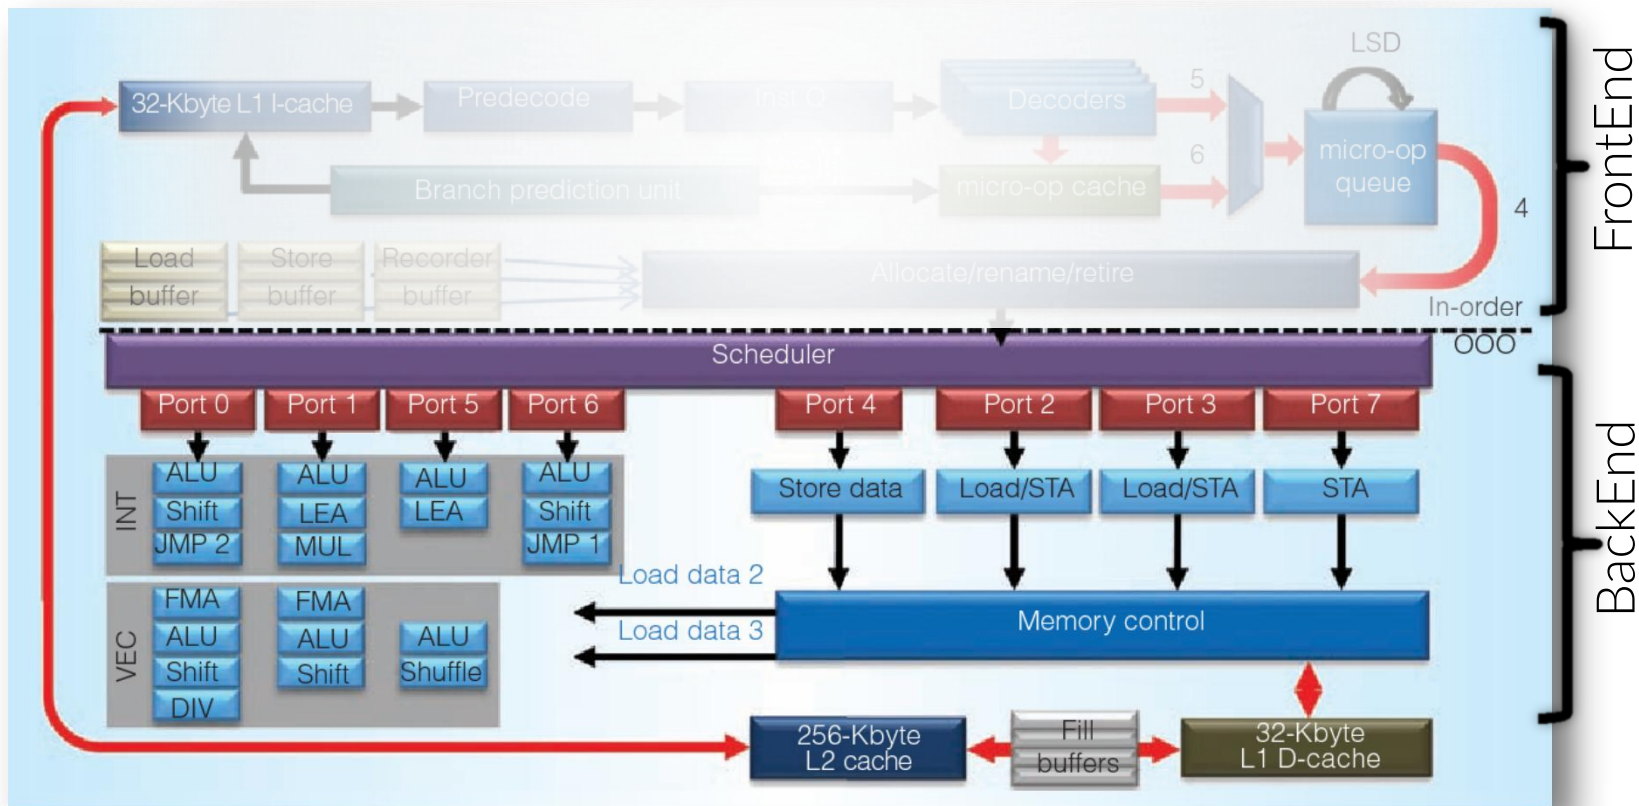 LSD
32-Kbyte L1 I-cache
Predecode
Inst Q
Decoders
5
6
micro-op
queue
Branch prediction unit
micro-op cache
4
Load
buffer
Store
buffer
Recorder
buffer
Allocate/rename/retire
In-order
OOO
FrontEnd
Scheduler
Port 0
Port 1
Port 5
Port 6
Port 4
Port 2
Port 3
Port 7
INT
ALU
Shift
JMP 2
ALU
LEA
MUL
ALU
LEA
ALU
Shift
JMP 1
Store data
Load/STA
Load/STA
STA
BackEnd
VEC
FMA
ALU
Shift
DIV
FMA
ALU
Shift
ALU
Shuffle
Load data 2
Load data 3
Memory control
256-Kbyte
L2 cache
Fill
buffers
32-Kbyte
L1 D-cache